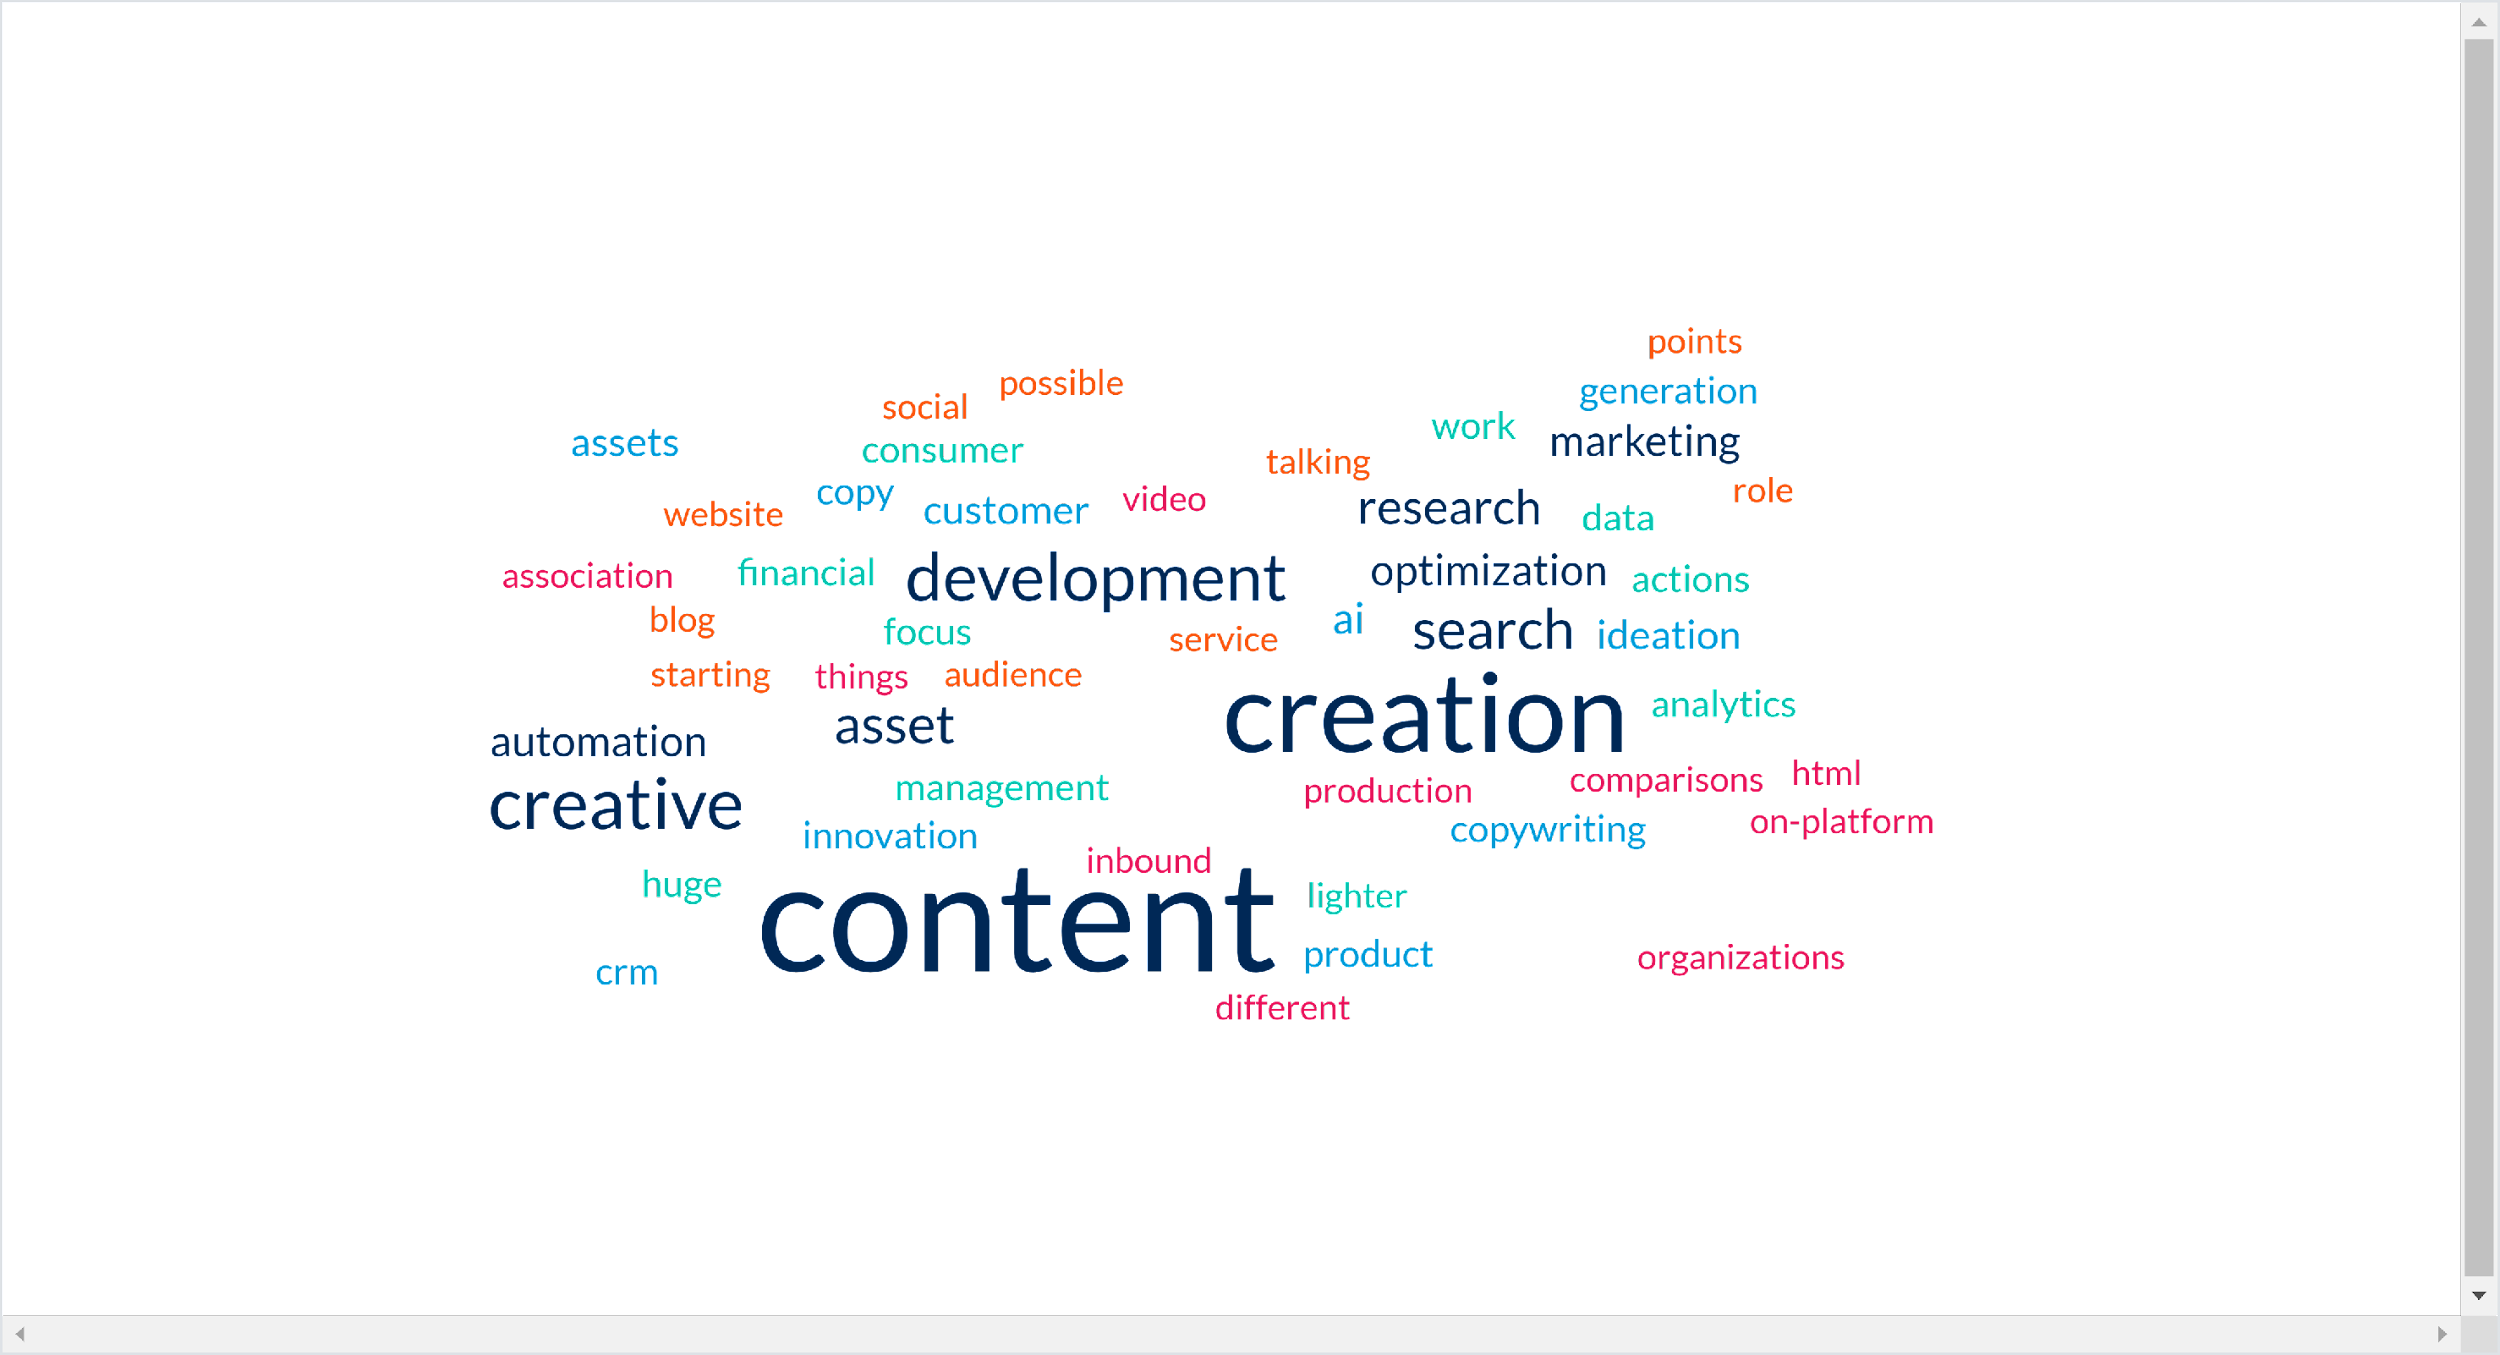 points
possible
generation
social
work
marketing
assets
consumer
talking
role
copy
customer
video
research
website
data
association
financial
development
optimization
actions
blog
focus
service
ai
search
ideation
starting
things
audience
creation
analytics
automation
asset
creative
management
production
comparisons
html
innovation
copywriting
on-platform
inbound
huge
content
lighter
crm
product
organizations
different